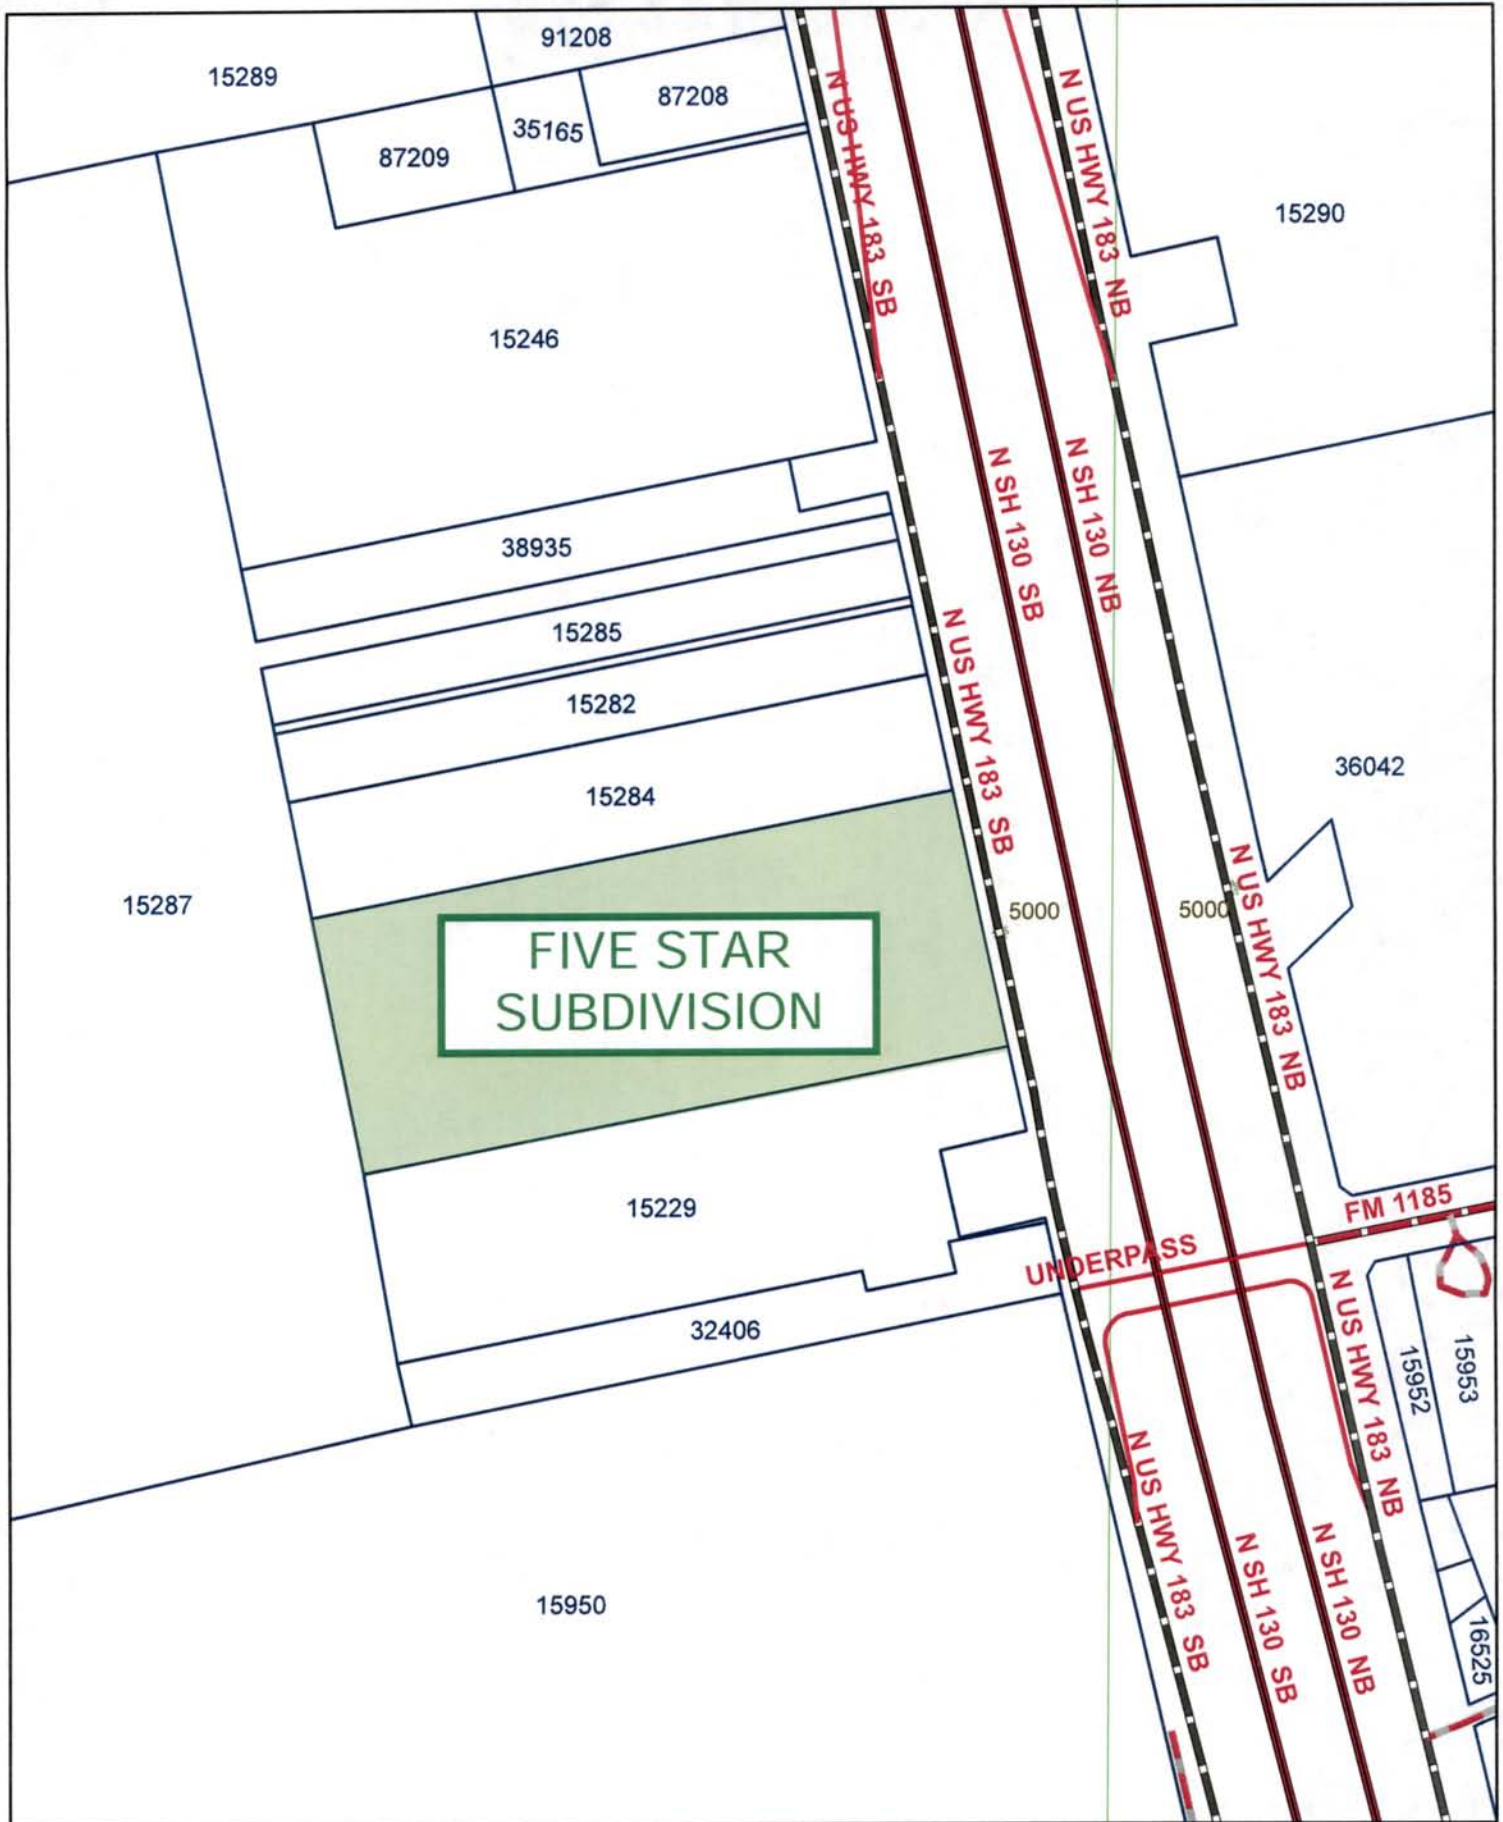 91208
15289
87208
35165
87209
N US HWY 183 SB
N US HWY 183 NB
15290
15246
N SH 130 SB
N SH 130 NB
38935
15285
N US HWY 183 SB
15282
36042
15284
15287
5000
5000
N US HWY 183 NB
FIVE STAR
SUBDIVISION
15229
FM 1185
UNDERPASS
32406
N US HWY 183 NB
15952
15953
N US HWY 183 SB
N SH 130 SB
N SH 130 NB
15950
16525